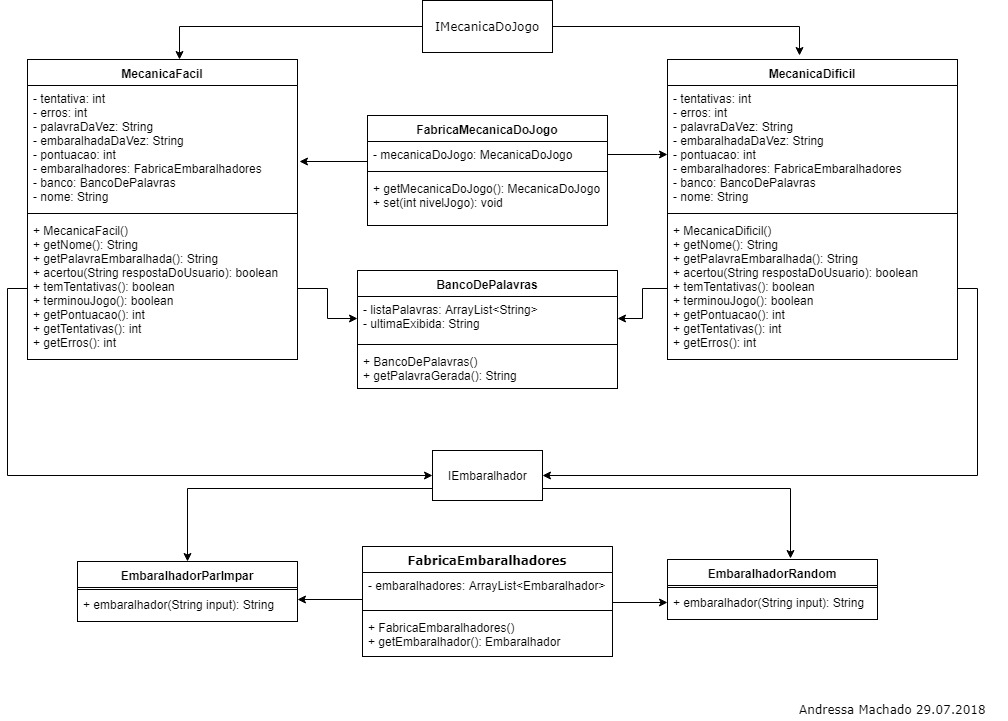 IMecanicaDoJogo
MecanicaFacil
- tentativa: int
- erros: int
- palavraDaVez: String
- embaralhadaDaVez: String
- pontuacao: int
- embaralhadores: FabricaEmbaralhadores
- banco: BancoDePalavras
- nome: String
+ MecanicaFacil()
+ getNome(): String
+ getPalavraEmbaralhada(): String
+ acertou(String respostaDoUsuario): boolean
+ temTentativas(): boolean
+ terminouJogo(): boolean
+ getPontuacao(): int
+ getTentativas(): int
+ getErros(): int
FabricaMecanicaDoJogo
- mecanicaDoJogo: MecanicaDoJogo
+ getMecanicaDoJogo(): MecanicaDoJogo
+ set(int nivelJogo): void
MecanicaDificil
- tentativas: int
- erros: int
- palavraDaVez: String
- embaralhadaDaVez: String
- pontuacao: int
- embaralhadores: FabricaEmbaralhadores
- banco: BancoDePalavras
- nome: String
+ MecanicaDificil()
+ getNome(): String
+ getPalavraEmbaralhada(): String
+ acertou(String respostaDoUsuario): boolean
+ temTentativas(): boolean
+ terminouJogo(): boolean
+ getPontuacao(): int
+ getTentativas(): int
+ getErros(): int
BancoDePalavras
- listaPalavras: ArrayList<String>
- ultimaExibida: String
+ BancoDePalavras()
+ getPalavraGerada(): String
IEmbaralhador
EmbaralhadorParImpar
+ embaralhador(String input): String
FabricaEmbaralhadores
- embaralhadores: ArrayList<Embaralhador>
+ FabricaEmbaralhadores()
+ getEmbaralhador(): Embaralhador
EmbaralhadorRandom
+ embaralhador(String input): String
Andressa Machado 29.07.2018